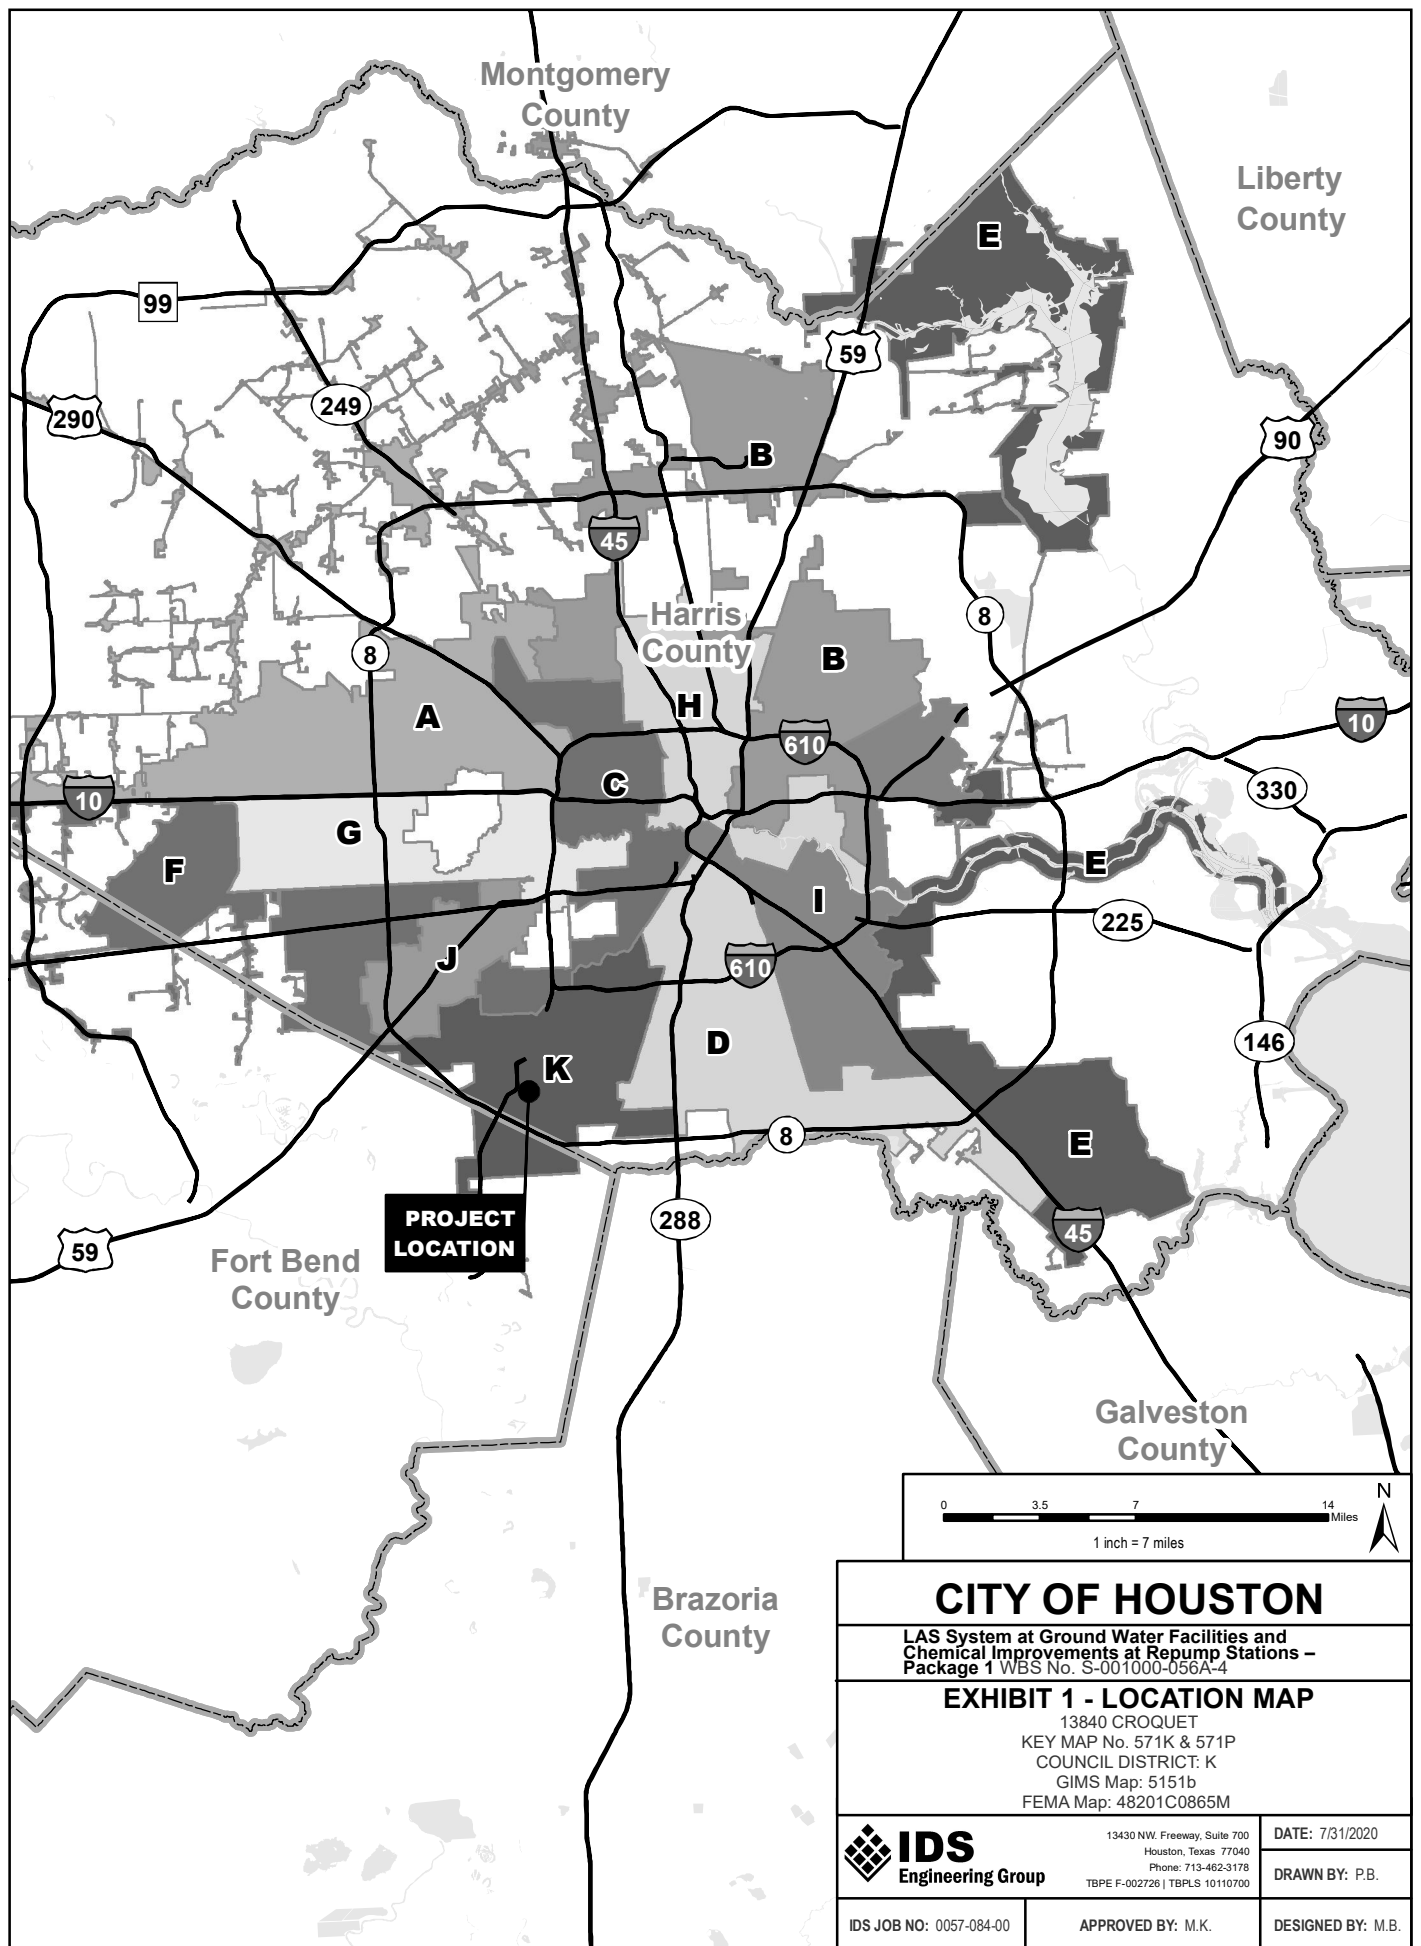 Montgomery
County
Liberty
County
E
99
59
290
249
90
B
45
8
Harris
County
8
B
A
H
610
10
C
10
330
G
F
E
I
225
J
610
D
146
K
8
E
PROJECT
LOCATION
288
45
59
Fort Bend
County
Galveston
County
N
0 3.5 7 14
Miles
1 inch = 7 miles
Brazoria
County
CITY OF HOUSTON
LAS System at Ground Water Facilities and
Chemical Improvements at Repump Stations –
Package 1 WBS No. S-001000-056A-4
EXHIBIT 1 - LOCATION MAP
13840 CROQUET
KEY MAP No. 571K & 571P
COUNCIL DISTRICT: K
GIMS Map: 5151b
FEMA Map: 48201C0865M
IDS
Engineering Group
13430 NW. Freeway, Suite 700
Houston, Texas 77040
Phone: 713-462-3178
TBPE F-002726 | TBPLS 10110700
DATE: 7/31/2020
DRAWN BY: P.B.
IDS JOB NO: 0057-084-00
APPROVED BY: M.K.
DESIGNED BY: M.B.